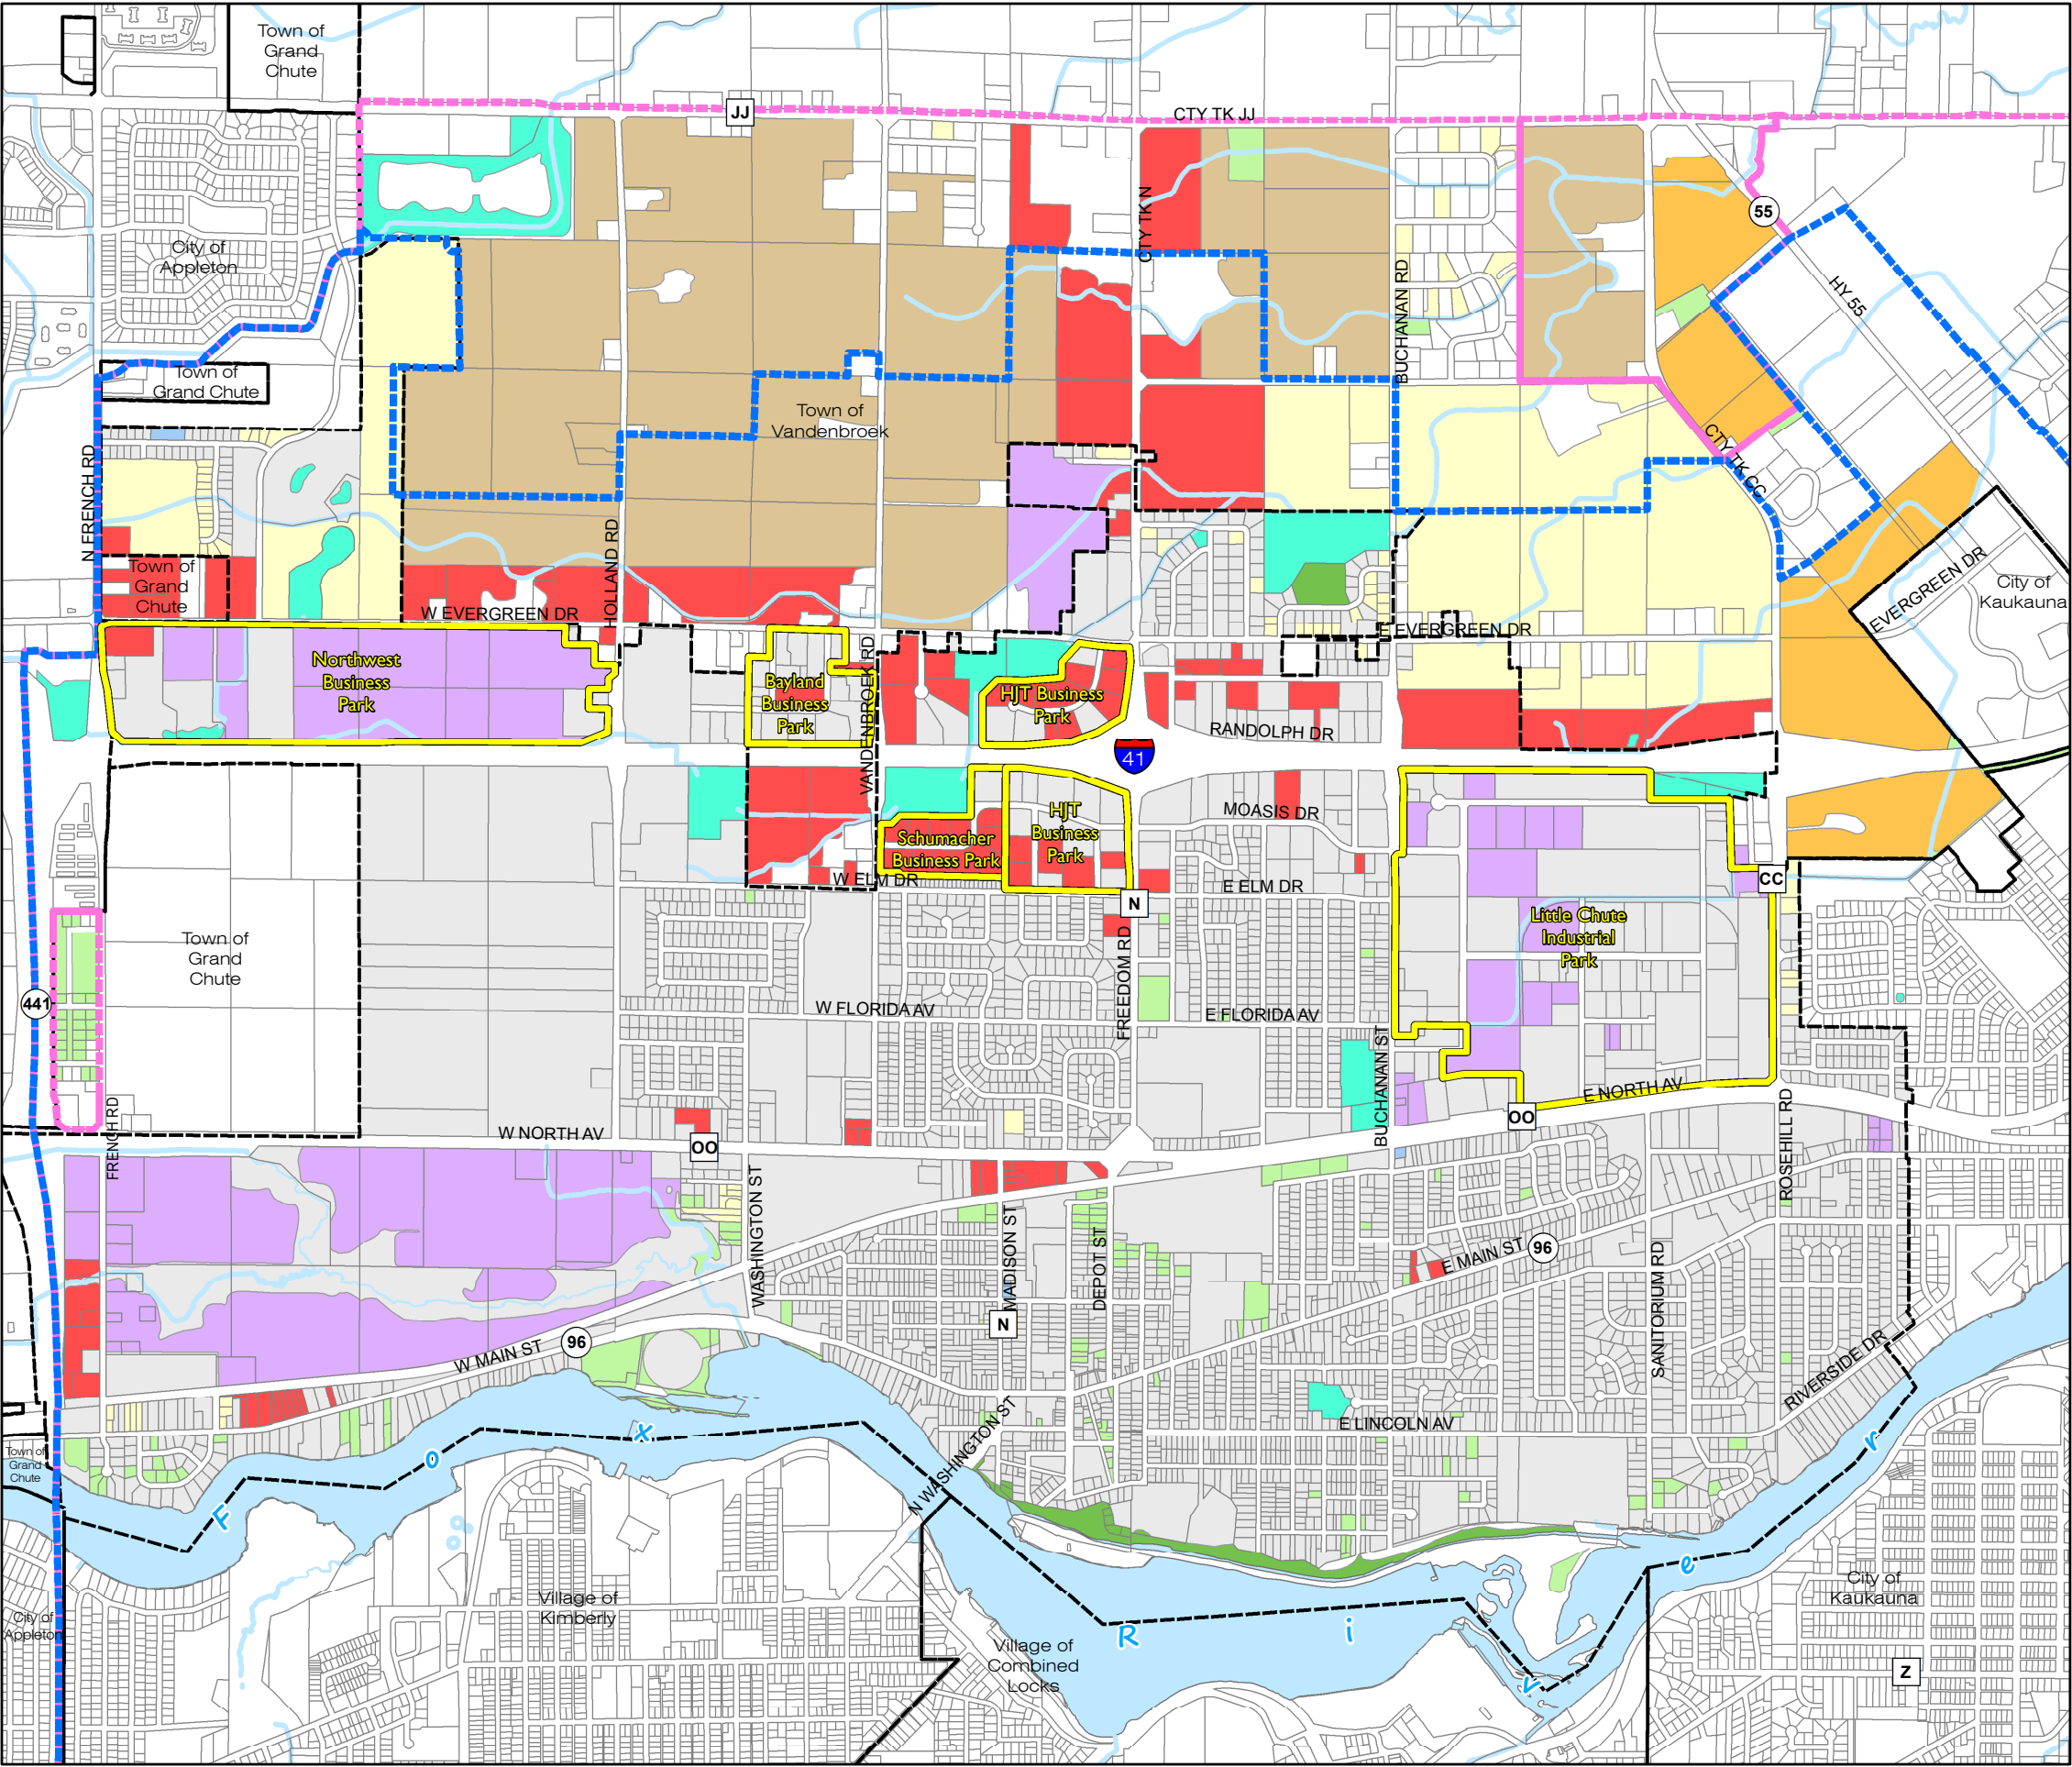 Town of
Grand
Chute
JJ
CTY TK JJ
City of
Appleton
CTY TK N
55
HY 55
BUCHANAN RD
Town of
Grand Chute
Town of
Vandenbroek
N FRENCH RD
HOLLAND RD
CTY TK CC
Town of
Grand
Chute
W EVERGREEN DR
E EVERGREEN DR
EVERGREEN DR
City of
Kaukauna
Northwest
Business
Park
Bayland
Business
Park
VANDENBROEK RD
HJT Business
Park
RANDOLPH DR
41
Schumacher
Business Park
HJT
Business
Park
MOASIS DR
W ELM DR
E ELM DR
N
CC
Town of
Grand
Chute
Little Chute
Industrial
Park
441
FREEDOM RD
W FLORIDA AV
E FLORIDA AV
BUCHANAN ST
E NORTH AV
OO
FRENCH RD
W NORTH AV
OO
ROSEHILL RD
WASHINGTON ST
MADISON ST
DEPOT ST
E MAIN ST
96
SANITORIUM RD
N
W MAIN ST
96
RIVERSIDE DR
N WASHINGTON ST
E LINCOLN AV
Town of
Grand
Chute
F o x
R i v e r
City of
Appleton
Village of
Kimberly
Village of
Combined
Locks
City of
Kaukauna
Z